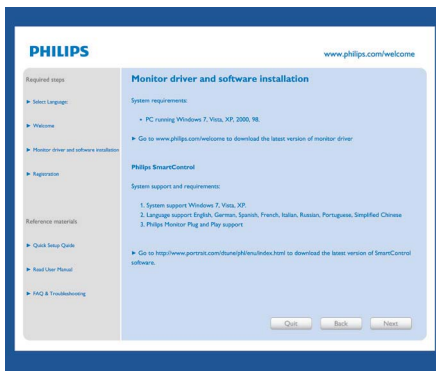 PHILIPS
www.philips.com/welcome
Required steps
Select Language
Welcome
Monitor driver and software installation
Registration
Reference materials
Quick Setup Guide
Read User Manual
FAQ & Troubleshooting
Monitor driver and software installation
System requirements:
• PC running Windows 7, Vista, XP, 2000, 98.
Go to www.philips.com/welcome to download the latest version of monitor driver
Philips SmartControl
System support and requirements:
1. System support Windows 7, Vista, XP.
2. Language support English, German, Spanish, French, Italian, Russian, Portuguese, Simplified Chinese
3. Philips Monitor Plug and Play support
Go to http://www.portrait.com/dtune/phl/enu/index.html to download the latest version of SmartControl
software.
Quit
Back
Next